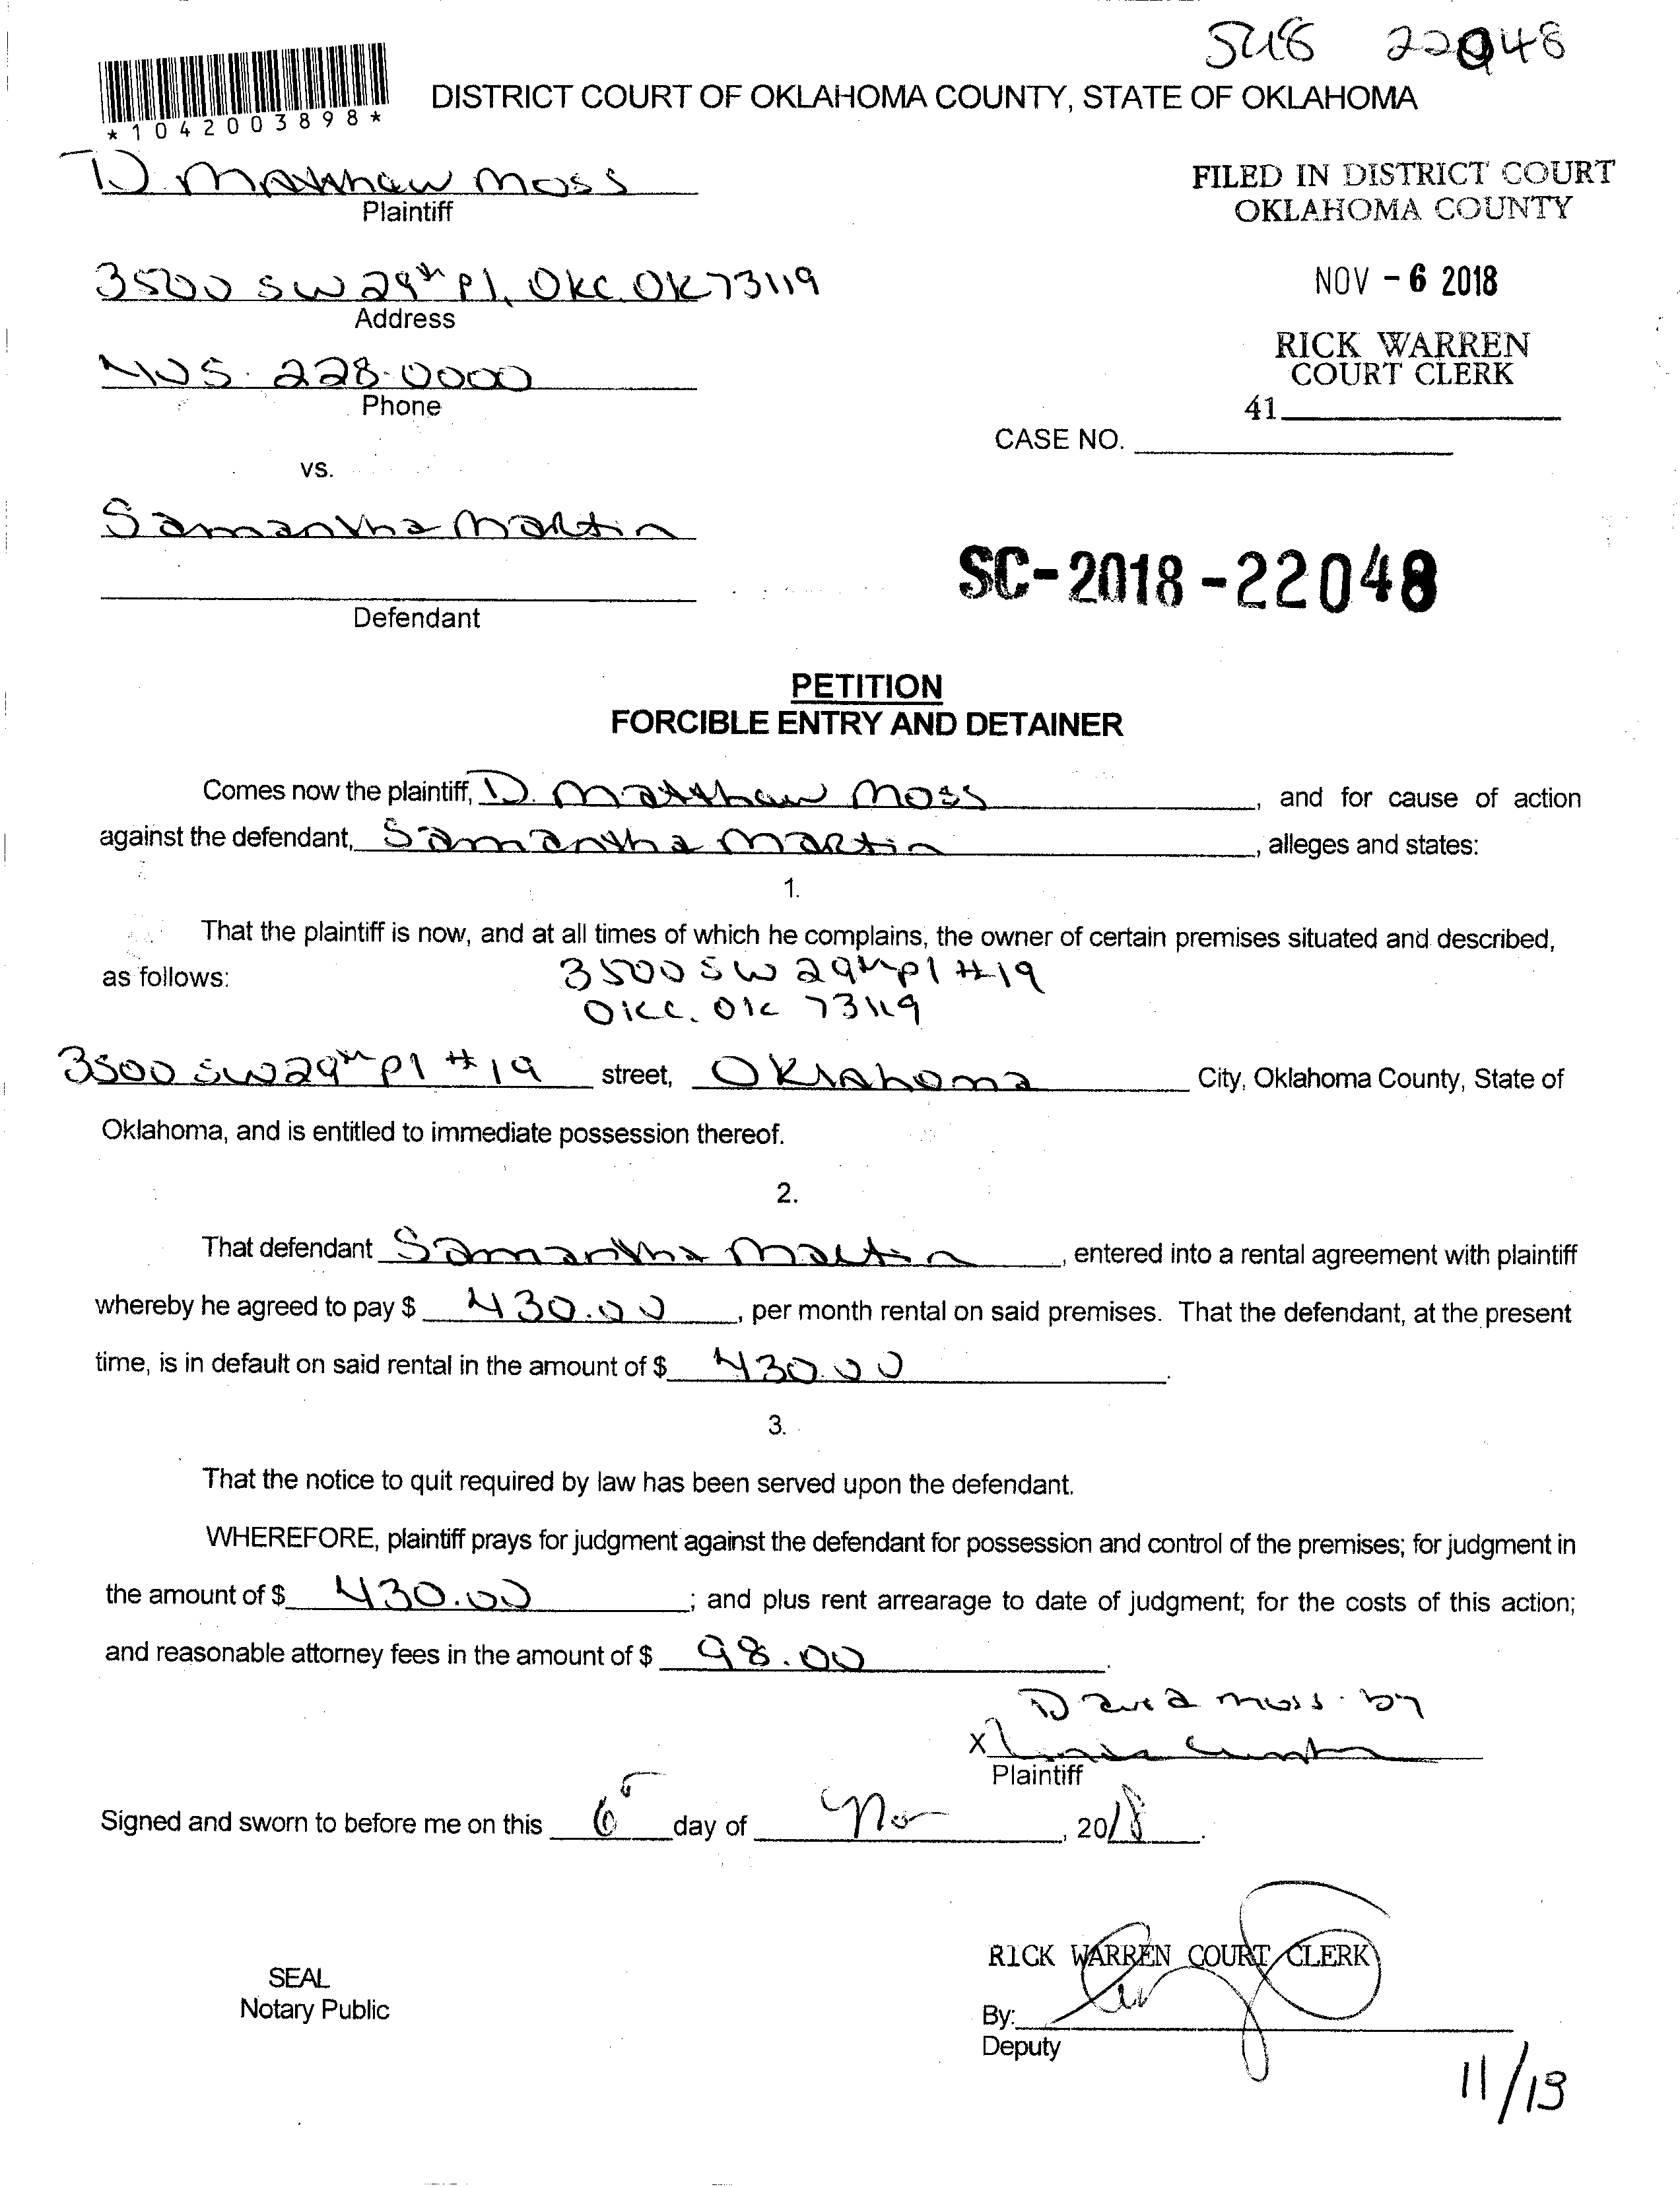 22048
*1042003898*
DISTRICT COURT OF OKLAHOMA COUNTY, STATE OF OKLAHOMA
D. Matthew Moss
Plaintiff
FILED IN DISTRICT COURT
OKLAHOMA COUNTY
3500 SW 29th Pl, OKC OK 73119
Address
NOV - 6 2018
RICK WARREN
COURT CLERK
405. 228.0000
Phone
41
CASE NO.
vs.
Samantha Martin
SC-2018-22048
Defendant
PETITION
FORCIBLE ENTRY AND DETAINER
Comes now the plaintiff, D. Matthew Moss, and for cause of action
against the defendant, Samantha Martin, alleges and states:
1.
That the plaintiff is now, and at all times of which he complains, the owner of certain premises situated and described,
as follows: 3500 SW 29th pl #19
OKC. OK 73119
3500 SW 29th Pl #19 street, Oklahoma City, Oklahoma County, State of
Oklahoma, and is entitled to immediate possession thereof.
2.
That defendant Samantha Martin, entered into a rental agreement with plaintiff
whereby he agreed to pay $ 430.00, per month rental on said premises. That the defendant, at the present
time, is in default on said rental in the amount of $ 430.00.
3.
That the notice to quit required by law has been served upon the defendant.
WHEREFORE, plaintiff prays for judgment against the defendant for possession and control of the premises; for judgment in
the amount of $ 430.00; and plus rent arrearage to date of judgment; for the costs of this action;
and reasonable attorney fees in the amount of $ 98.00.
David Moss. by
X
Plaintiff
Signed and sworn to before me on this 6 day of Nov, 2018.
RICK WARREN COURT CLERK
SEAL
Notary Public
By:
Deputy
11/13